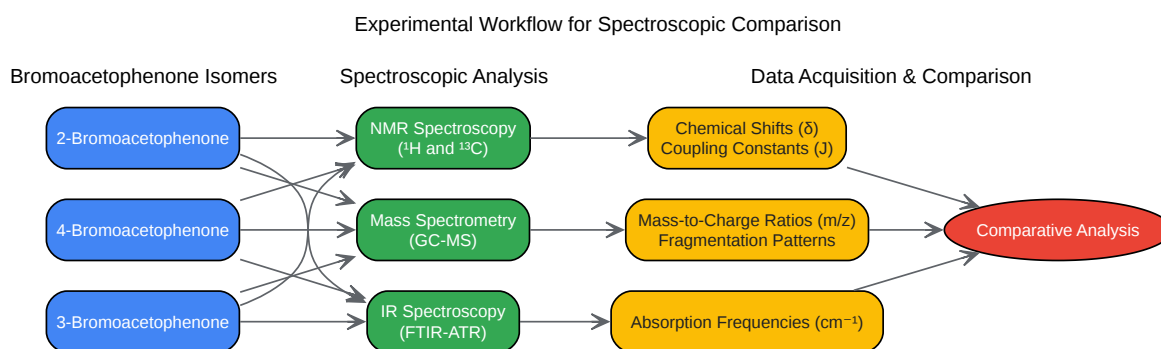 Experimental Workflow for Spectroscopic Comparison
Bromoacetophenone Isomers
Spectroscopic Analysis
Data Acquisition & Comparison
2-Bromoacetophenone
NMR Spectroscopy
(¹H and ¹³C)
Chemical Shifts (δ)
Coupling Constants (J)
4-Bromoacetophenone
Mass Spectrometry
(GC-MS)
Mass-to-Charge Ratios (m/z)
Fragmentation Patterns
Comparative Analysis
3-Bromoacetophenone
IR Spectroscopy
(FTIR-ATR)
Absorption Frequencies (cm⁻¹)